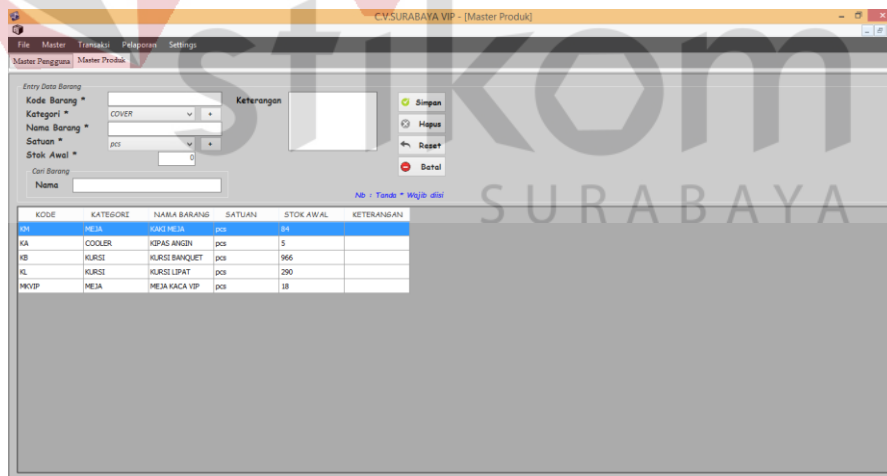 C.V.SURABAYA VIP - [Master Produk]
File Master Transaksi Pelaporan Settings
Master Pengguna Master Produk
Entry Data Barang
Kode Barang * Keterangan Simpan
Kategori * COVER + Hapus
Nama Barang *
Satuan * pcs + Reset
Stok Awal * 0
Batal
Cari Barang
Nama
Nb : Tanda * Wajib diisi
KODE KATEGORI NAMA BARANG SATUAN STOK AWAL KETERANGAN
KM MEJA KAKI MEJA pcs 84
KA COOLER KIPAS ANGIN pcs 5
KB KURSI KURSI BANQUET pcs 966
KL KURSI KURSI LIPAT pcs 290
MKVIP MEJA MEJA KACA VIP pcs 18
stikom
SURABAYA